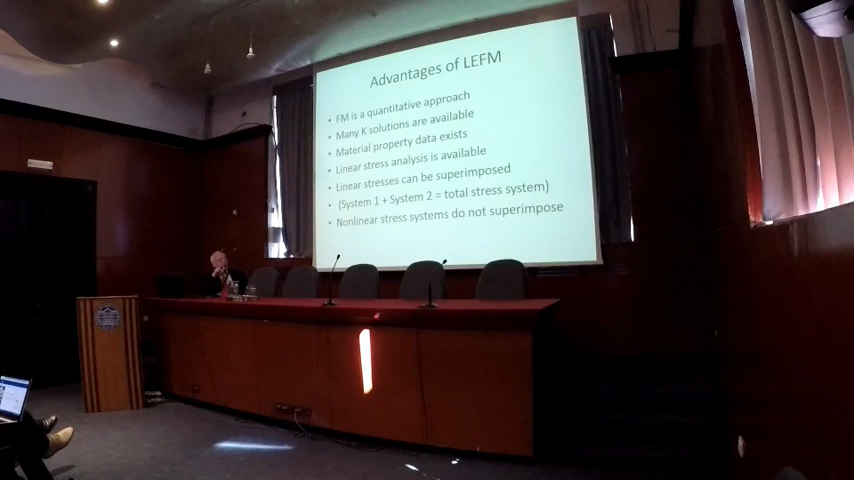 Advantages of LEFM
• FM is a quantitative approach
• Many K solutions are available
• Material property data exists
• Linear stress analysis is available
• Linear stresses can be superimposed
• (System 1 + System 2 = total stress system)
• Nonlinear stress systems do not superimpose